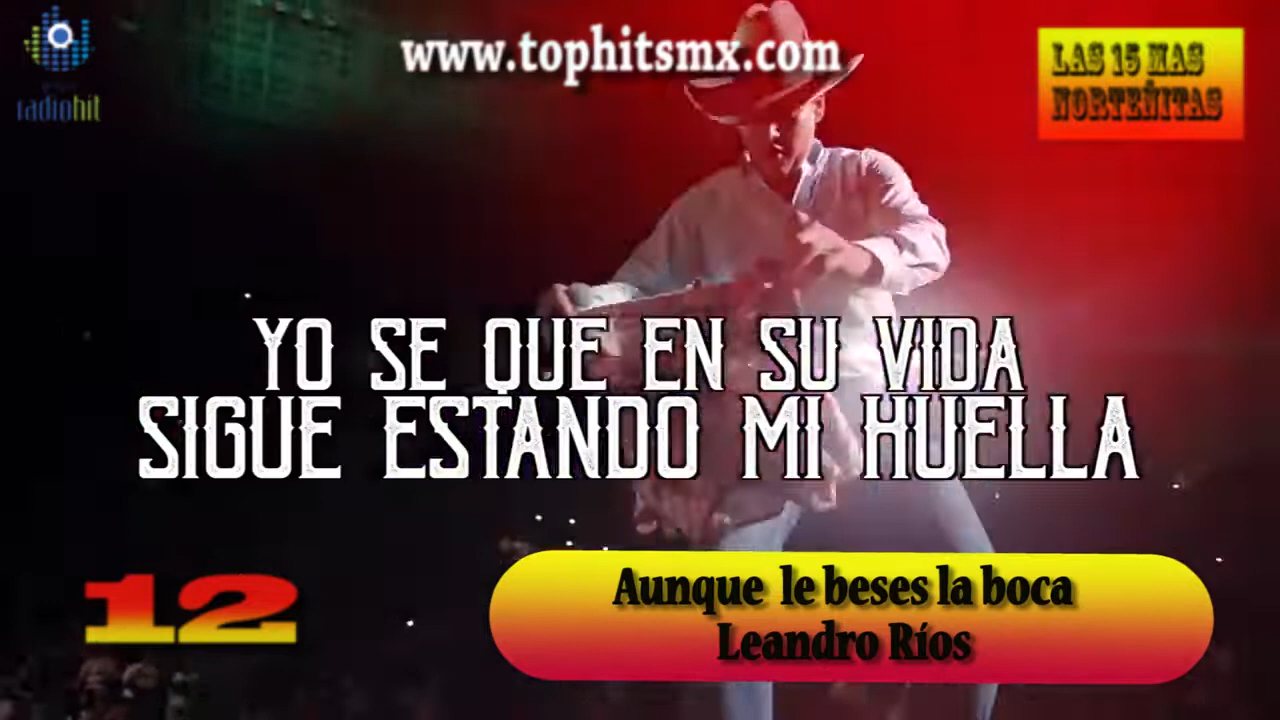 radiohit
www.tophitsmx.com
LAS 15 MAS
NORTEÑITAS
YO SE QUE EN SU VIDA
SIGUE ESTANDO MI HUELLA
12
Aunque le beses la boca
Leandro Ríos